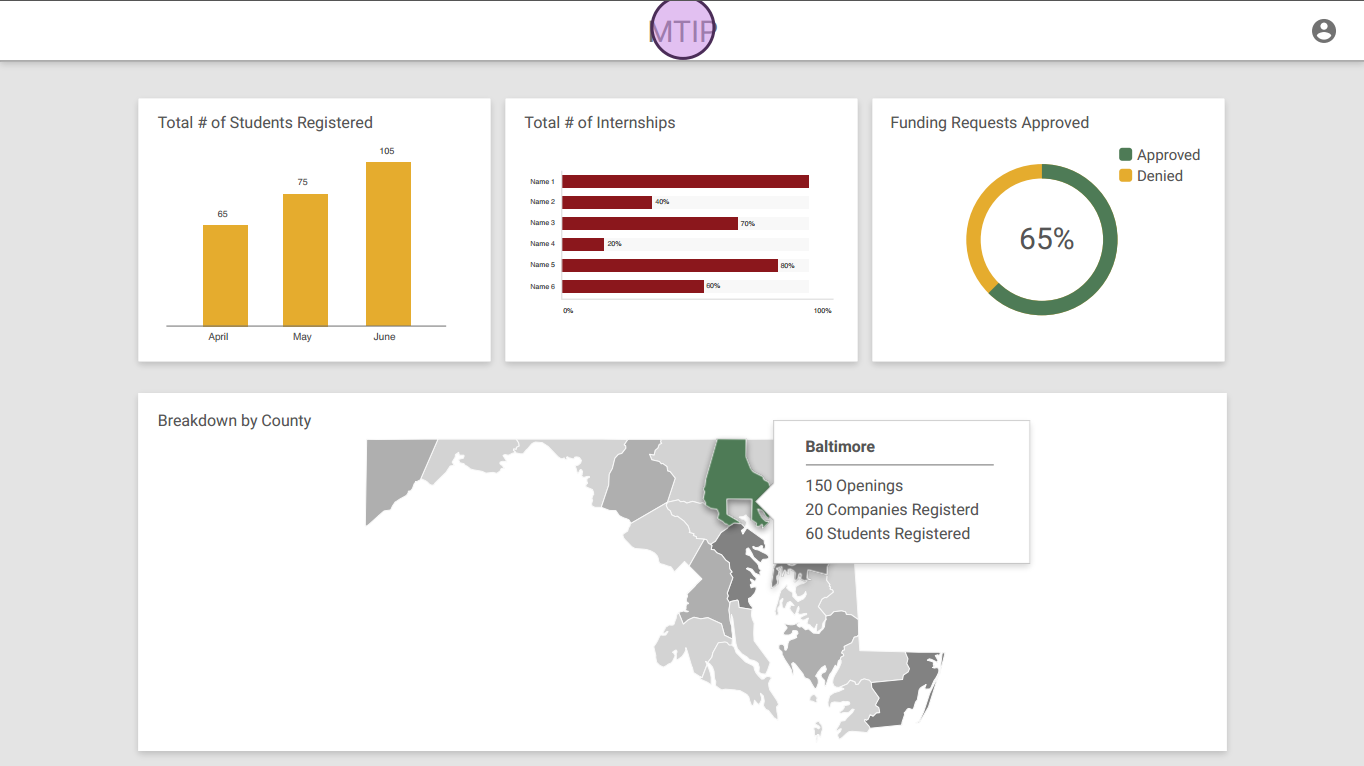 MTIP
Total # of Students Registered
105
75
65
April
May
June
Total # of Internships
Name 1
Name 2
40%
Name 3
70%
Name 4
20%
Name 5
80%
Name 6
60%
0%
100%
Funding Requests Approved
Approved
Denied
65%
Breakdown by County
Baltimore
150 Openings
20 Companies Registerd
60 Students Registered